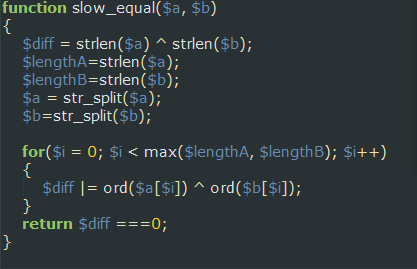 function slow_equal($a, $b)
{
$diff = strlen($a) ^ strlen($b);
$lengthA=strlen($a);
$lengthB=strlen($b);
$a = str_split($a);
$b=str_split($b);
for($i = 0; $i < max($lengthA, $lengthB); $i++)
{
$diff |= ord($a[$i]) ^ ord($b[$i]);
}
return $diff ===0;
}